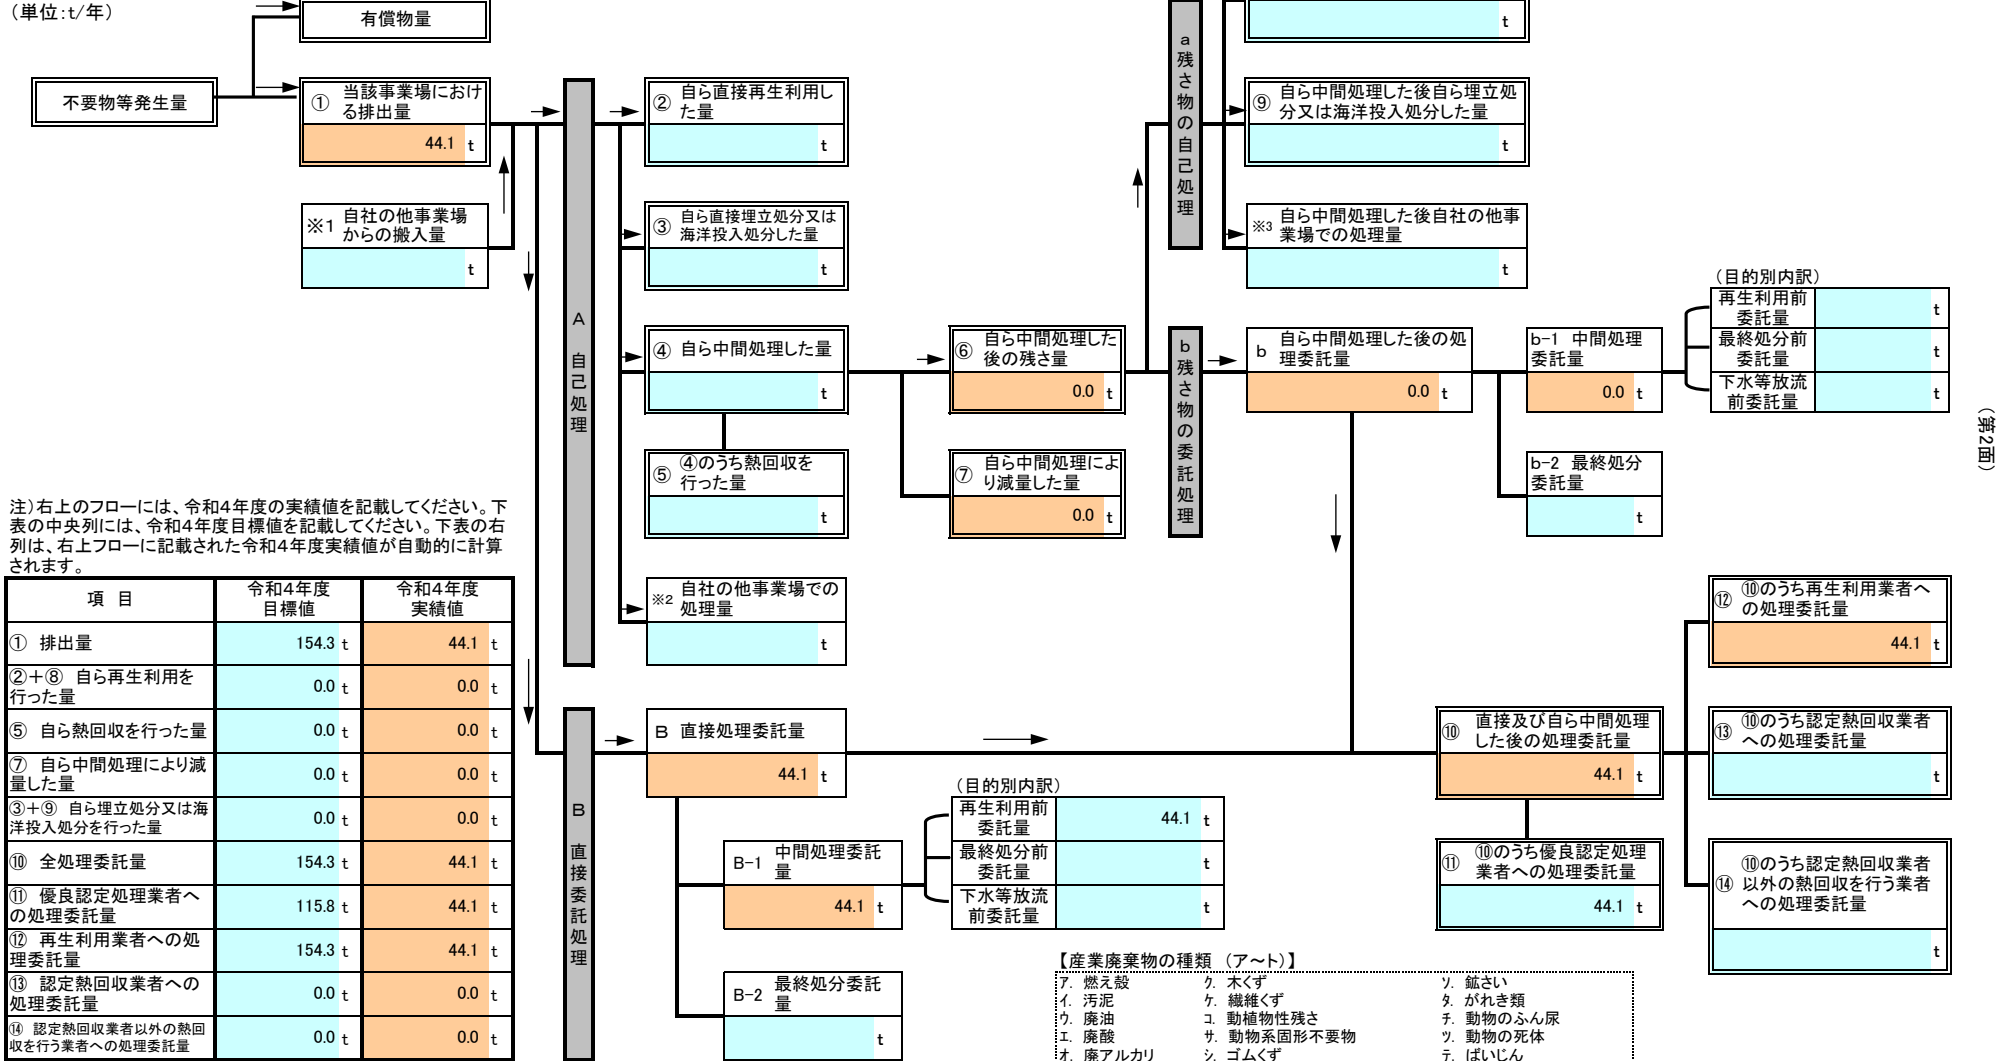 （単位:t/年）
有償物量
t
不要物等発生量
① 当該事業場におけ
る排出量
44.1 t
② 自ら直接再生利用し
た量
t
a
残
さ
物
の
自
己
処
理
⑨ 自ら中間処理した後自ら埋立処
分又は海洋投入処分した量
t
※1 自社の他事業場
からの搬入量
t
③ 自ら直接埋立処分又は
海洋投入処分した量
t
※3 自ら中間処理した後自社の他事
業場での処理量
t
A
自
己
処
理
④ 自ら中間処理した量
t
⑥ 自ら中間処理した
後の残さ量
0.0 t
b
残
さ
物
の
委
託
処
理
b 自ら中間処理した後の処
理委託量
0.0 t
b-1 中間処理
委託量
0.0 t
（目的別内訳）
再生利用前
委託量 t
最終処分前
委託量 t
下水等放流
前委託量 t
（第2面）
⑤ ④のうち熱回収を
行った量
t
⑦ 自ら中間処理によ
り減量した量
0.0 t
b-2 最終処分
委託量
t
注）右上のフローには、令和4年度の実績値を記載してください。下
表の中央列には、令和4年度目標値を記載してください。下表の右
列は、右上フローに記載された令和4年度実績値が自動的に計算
されます。
項 目 令和4年度
目標値 令和4年度
実績値
① 排出量 154.3 t 44.1 t
②＋⑧ 自ら再生利用を
行った量 0.0 t 0.0 t
⑤ 自ら熱回収を行った量 0.0 t 0.0 t
⑦ 自ら中間処理により減
量した量 0.0 t 0.0 t
③＋⑨ 自ら埋立処分又は海
洋投入処分を行った量 0.0 t 0.0 t
⑩ 全処理委託量 154.3 t 44.1 t
⑪ 優良認定処理業者へ
の処理委託量 115.8 t 44.1 t
⑫ 再生利用業者への処
理委託量 154.3 t 44.1 t
⑬ 認定熱回収業者への
処理委託量 0.0 t 0.0 t
⑭ 認定熱回収業者以外の熱回
収を行う業者への処理委託量 0.0 t 0.0 t
※2 自社の他事業場での
処理量
t
B
直
接
委
託
処
理
B 直接処理委託量
44.1 t
B-1 中間処理委託
量
44.1 t
（目的別内訳）
再生利用前
委託量 44.1 t
最終処分前
委託量 t
下水等放流
前委託量 t
B-2 最終処分委託
量
t
⑩ 直接及び自ら中間処理
した後の処理委託量
44.1 t
⑪ ⑩のうち優良認定処理
業者への処理委託量
44.1 t
⑫ ⑩のうち再生利用業者へ
の処理委託量
44.1 t
⑬ ⑩のうち認定熱回収業者
への処理委託量
t
⑭ ⑩のうち認定熱回収業者
以外の熱回収を行う業者
への処理委託量
t
【産業廃棄物の種類 （ア～ト）】
ア. 燃え殻 ク. 木くず ソ. 鉱さい
イ. 汚泥 ケ. 繊維くず タ. がれき類
ウ. 廃油 コ. 動植物性残さ チ. 動物のふん尿
エ. 廃酸 サ. 動物系固形不要物 ツ. 動物の死体
オ. 廃アルカリ シ. ゴムくず テ. ばいじん